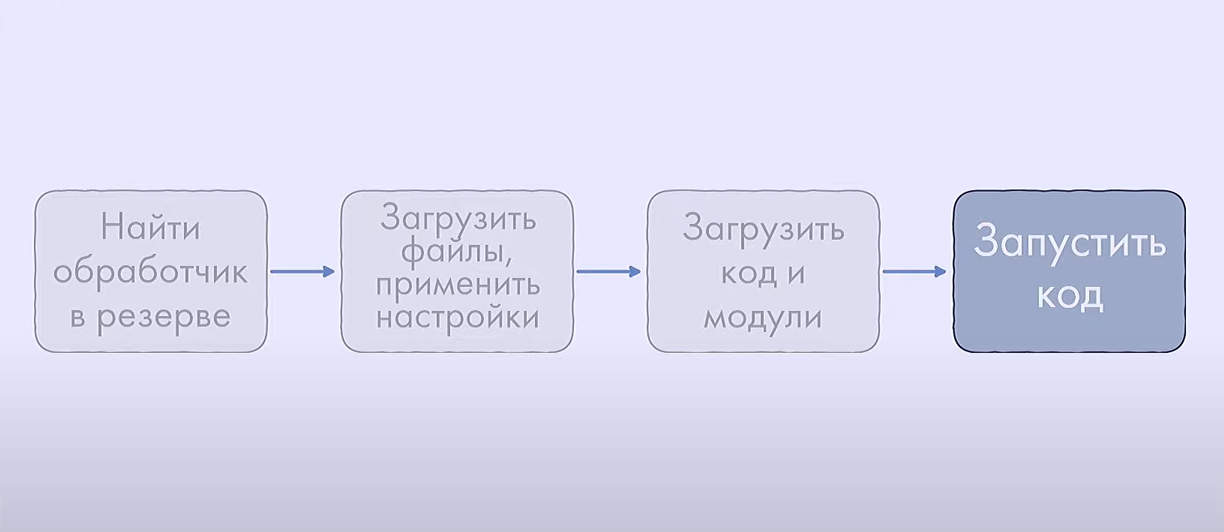 Найти
обработчик
в резерве
Загрузить
файлы,
применить
настройки
Загрузить
код и
модули
Запустить
код